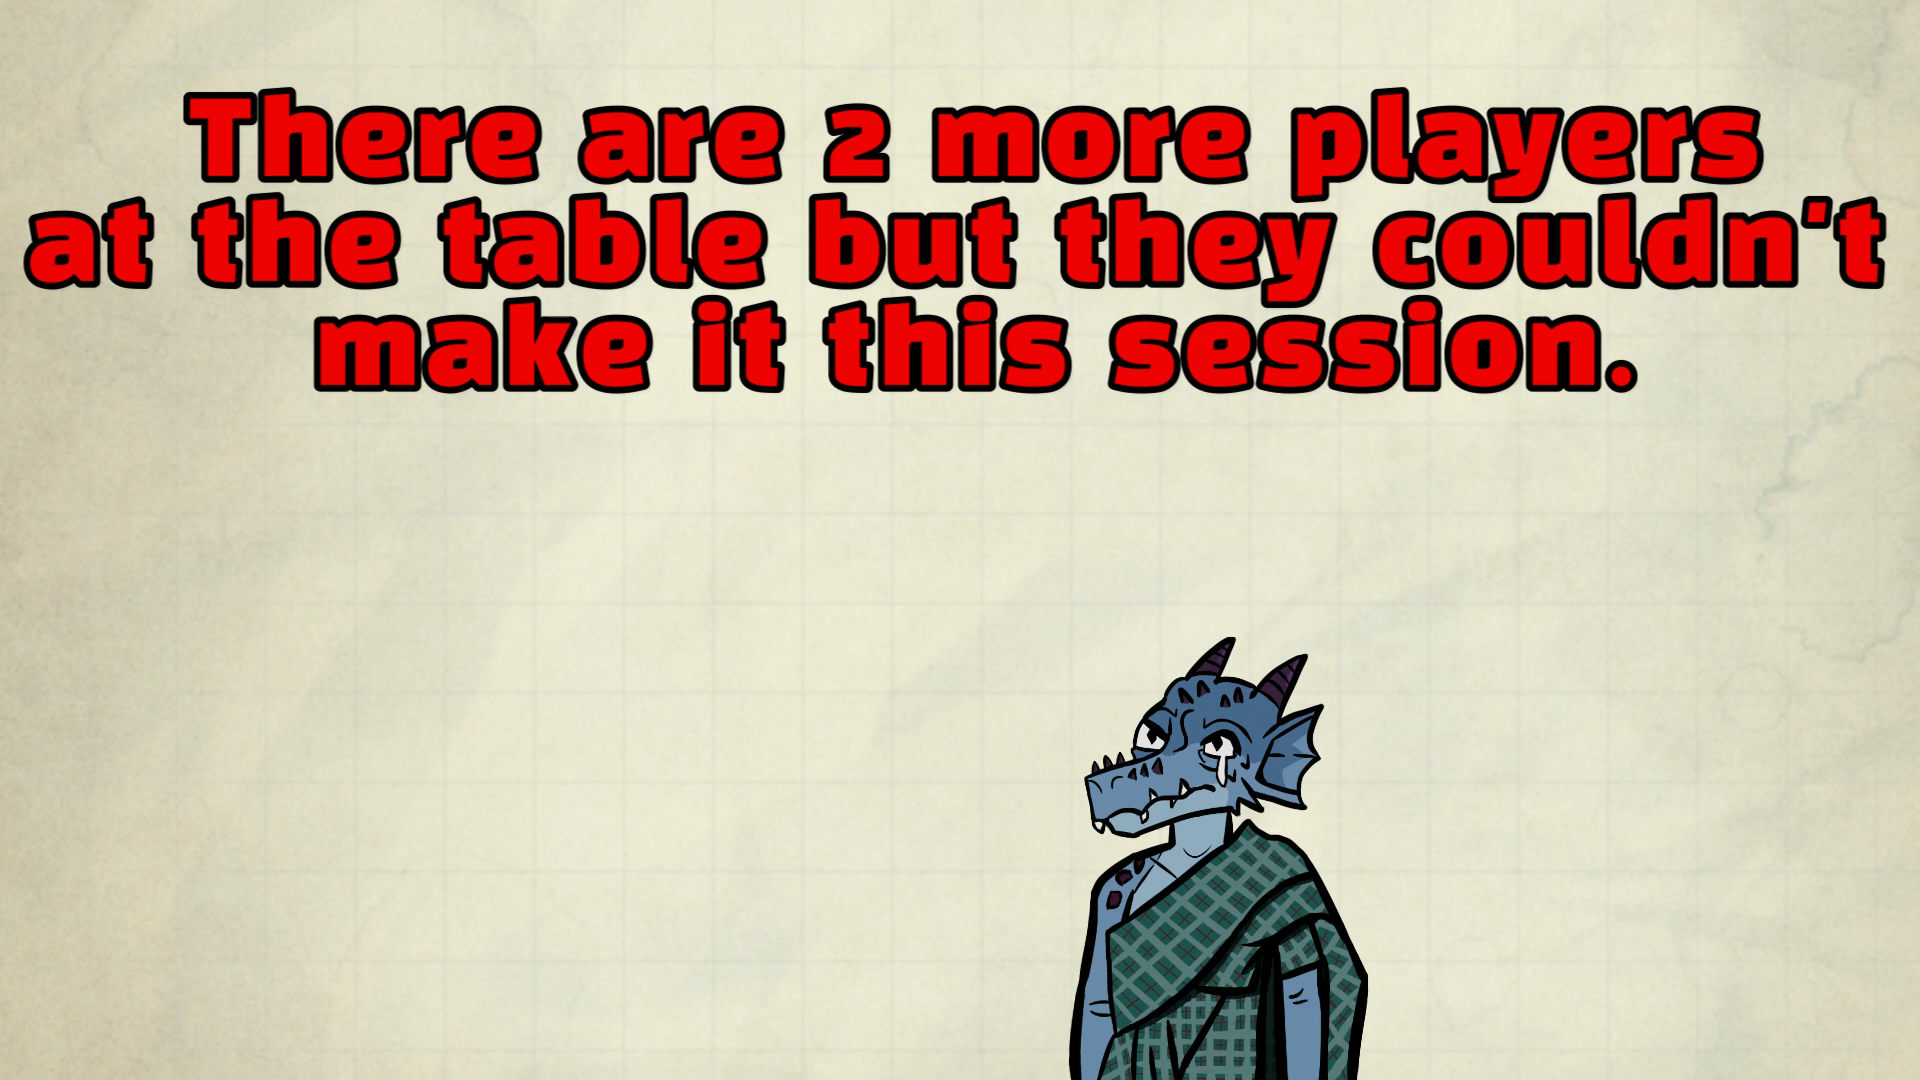 There are 2 more players
at the table but they couldn't
make it this session.